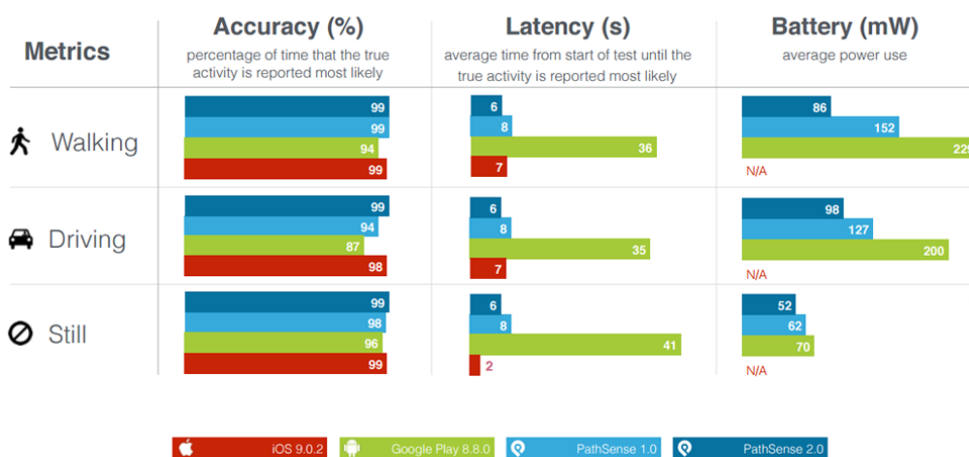 Metrics
Accuracy (%)
percentage of time that the true
activity is reported most likely
Latency (s)
average time from start of test until the
true activity is reported most likely
Battery (mW)
average power use
Walking
99
99
94
99
6
8
36
7
86
152
229
N/A
Driving
99
94
87
98
6
8
35
7
98
127
200
N/A
Still
99
98
96
99
6
8
41
2
52
62
70
N/A
iOS 9.0.2
Google Play 8.8.0
PathSense 1.0
PathSense 2.0